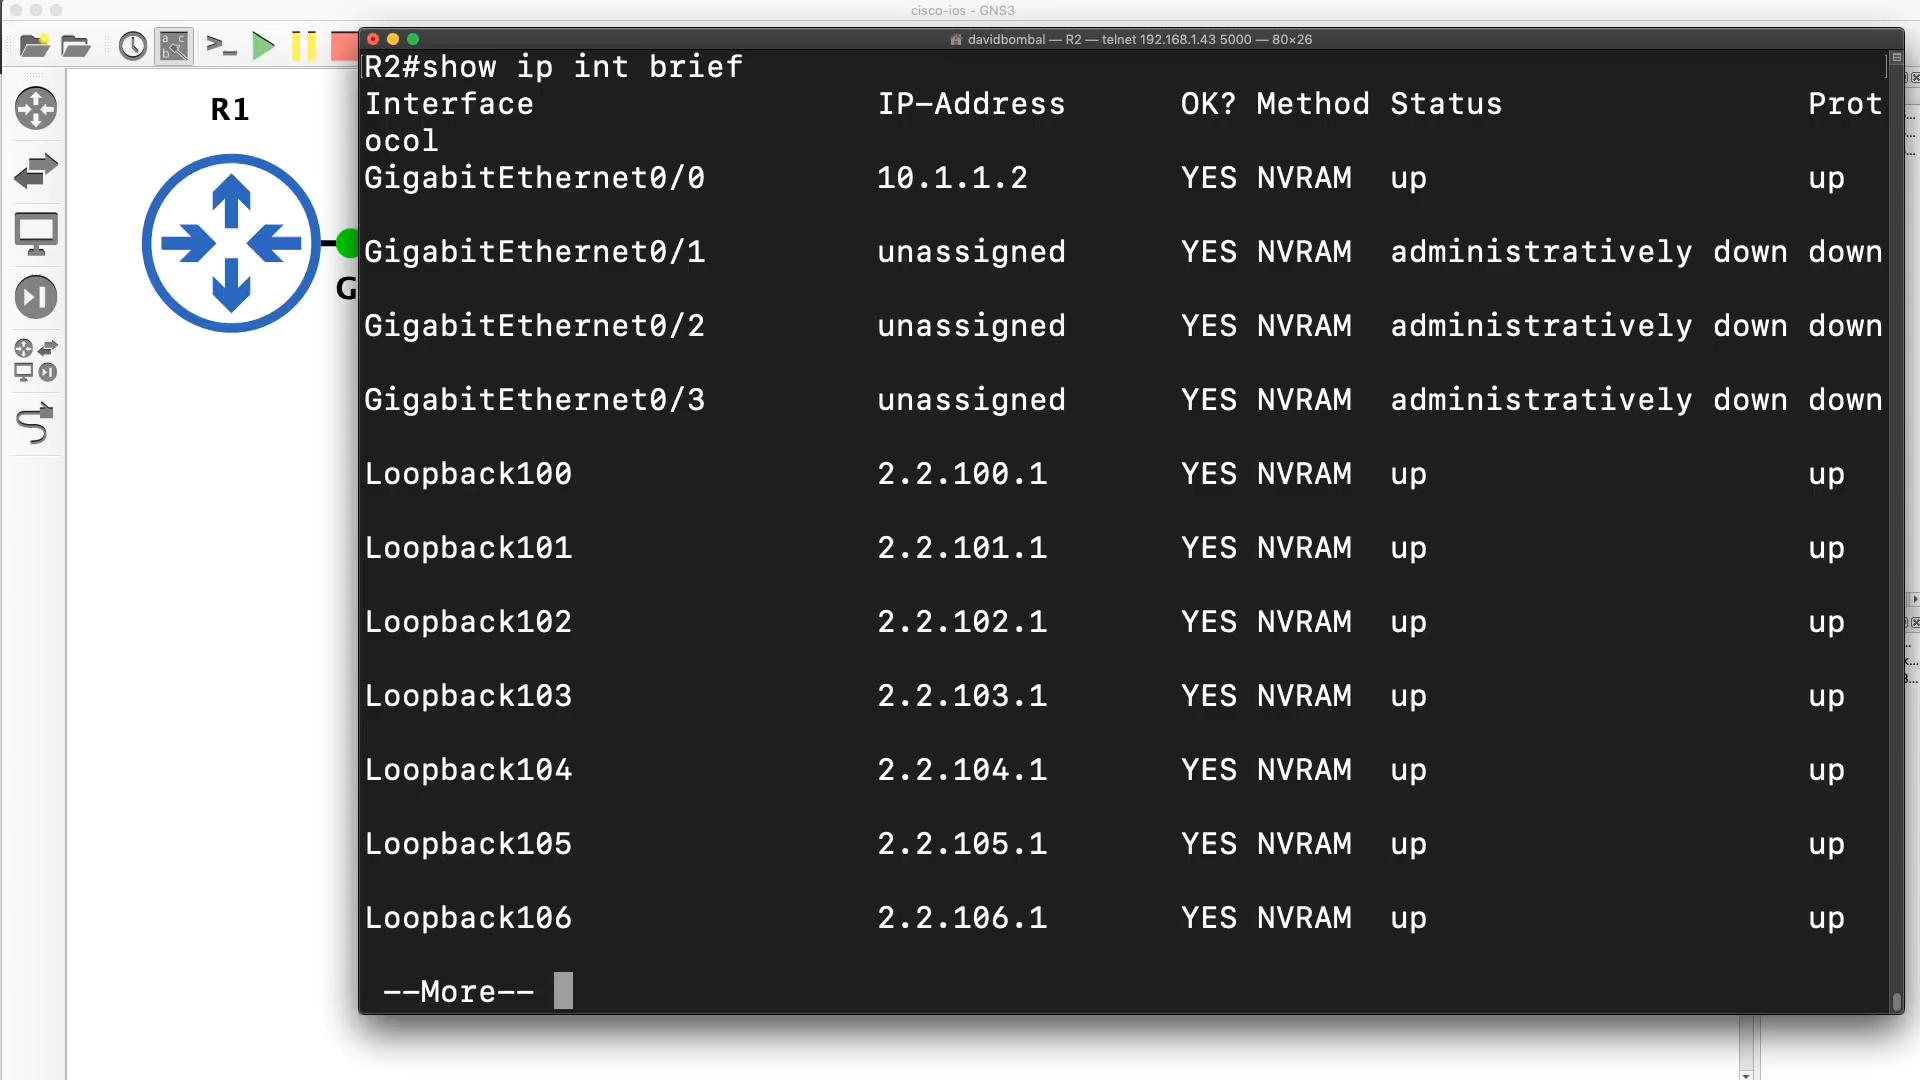 cisco-ios - GNS3
davidbombal — R2 — telnet 192.168.1.43 5000 — 80×26
R1
G
R2#show ip int brief
Interface IP-Address OK? Method Status Prot
ocol
GigabitEthernet0/0 10.1.1.2 YES NVRAM up up
GigabitEthernet0/1 unassigned YES NVRAM administratively down down
GigabitEthernet0/2 unassigned YES NVRAM administratively down down
GigabitEthernet0/3 unassigned YES NVRAM administratively down down
Loopback100 2.2.100.1 YES NVRAM up up
Loopback101 2.2.101.1 YES NVRAM up up
Loopback102 2.2.102.1 YES NVRAM up up
Loopback103 2.2.103.1 YES NVRAM up up
Loopback104 2.2.104.1 YES NVRAM up up
Loopback105 2.2.105.1 YES NVRAM up up
Loopback106 2.2.106.1 YES NVRAM up up
--More--